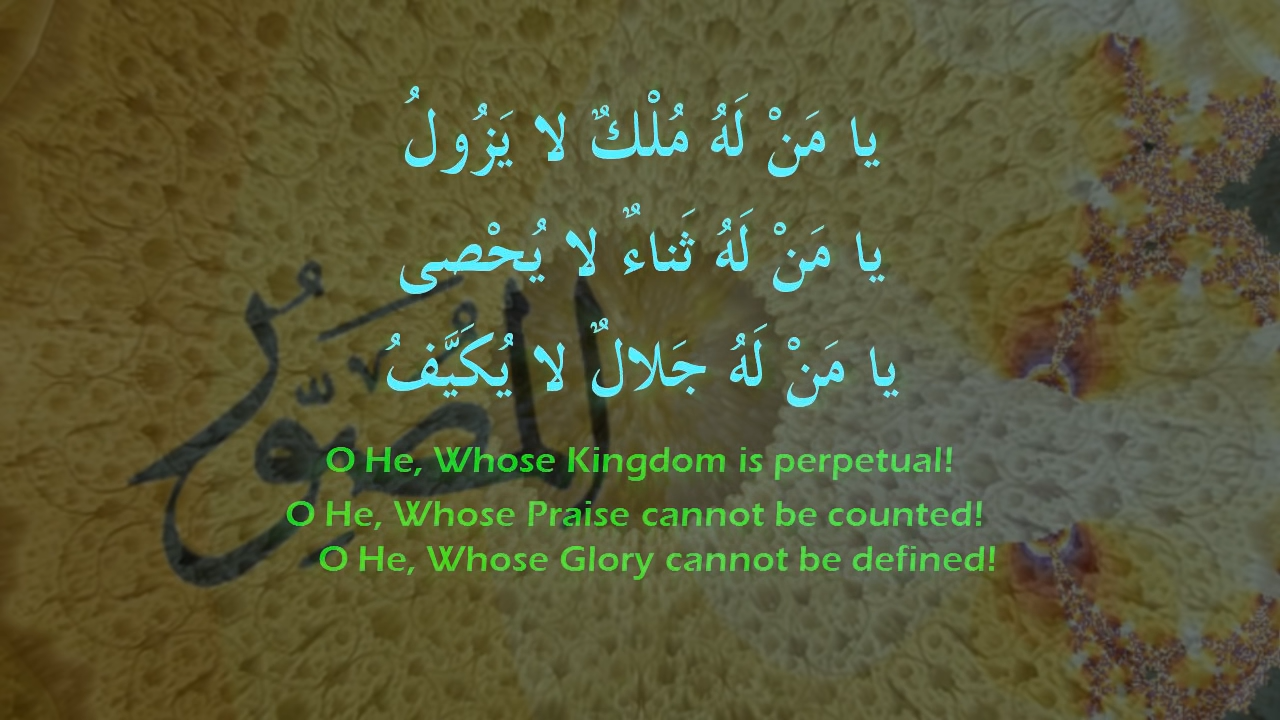 يا مَنْ لَهُ مُلْكٌ لا يَزُولُ
يا مَنْ لَهُ ثَناءٌ لا يُحْصى
يا مَنْ لَهُ جَلالٌ لا يُكَيَّفُ
المُصَوِّرُ
O He, Whose Kingdom is perpetual!
O He, Whose Praise cannot be counted!
O He, Whose Glory cannot be defined!